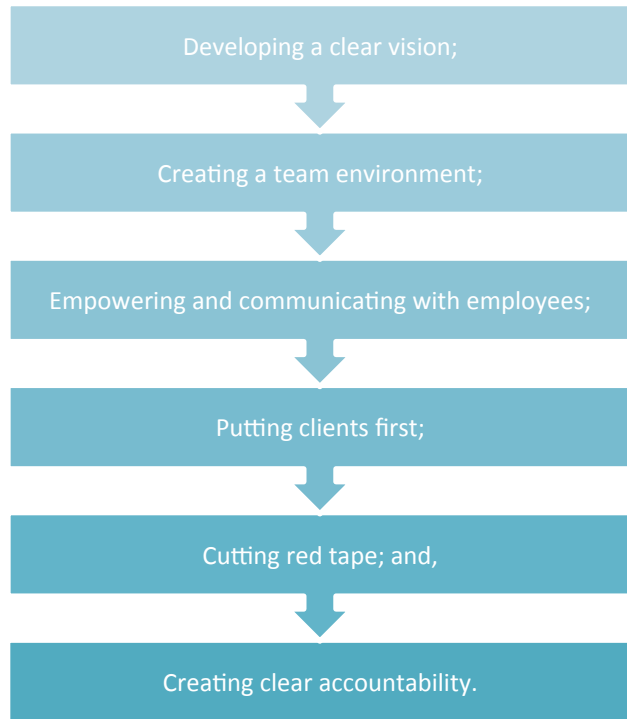 Developing a clear vision;
Creating a team environment;
Empowering and communicating with employees;
Putting clients first;
Cutting red tape; and,
Creating clear accountability.